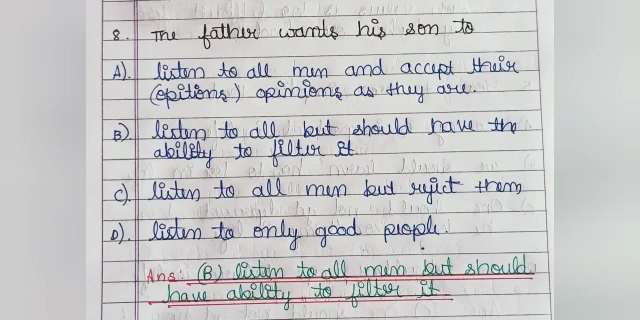 8. The father wants his son to
A). listen to all men and accept their
(opitions) opinions as they are.
B). listen to all but should have the
ability to filter it.
C). listen to all men but reject them
D). listen to only good people.
Ans: (B) listen to all men but should
have ability to filter it